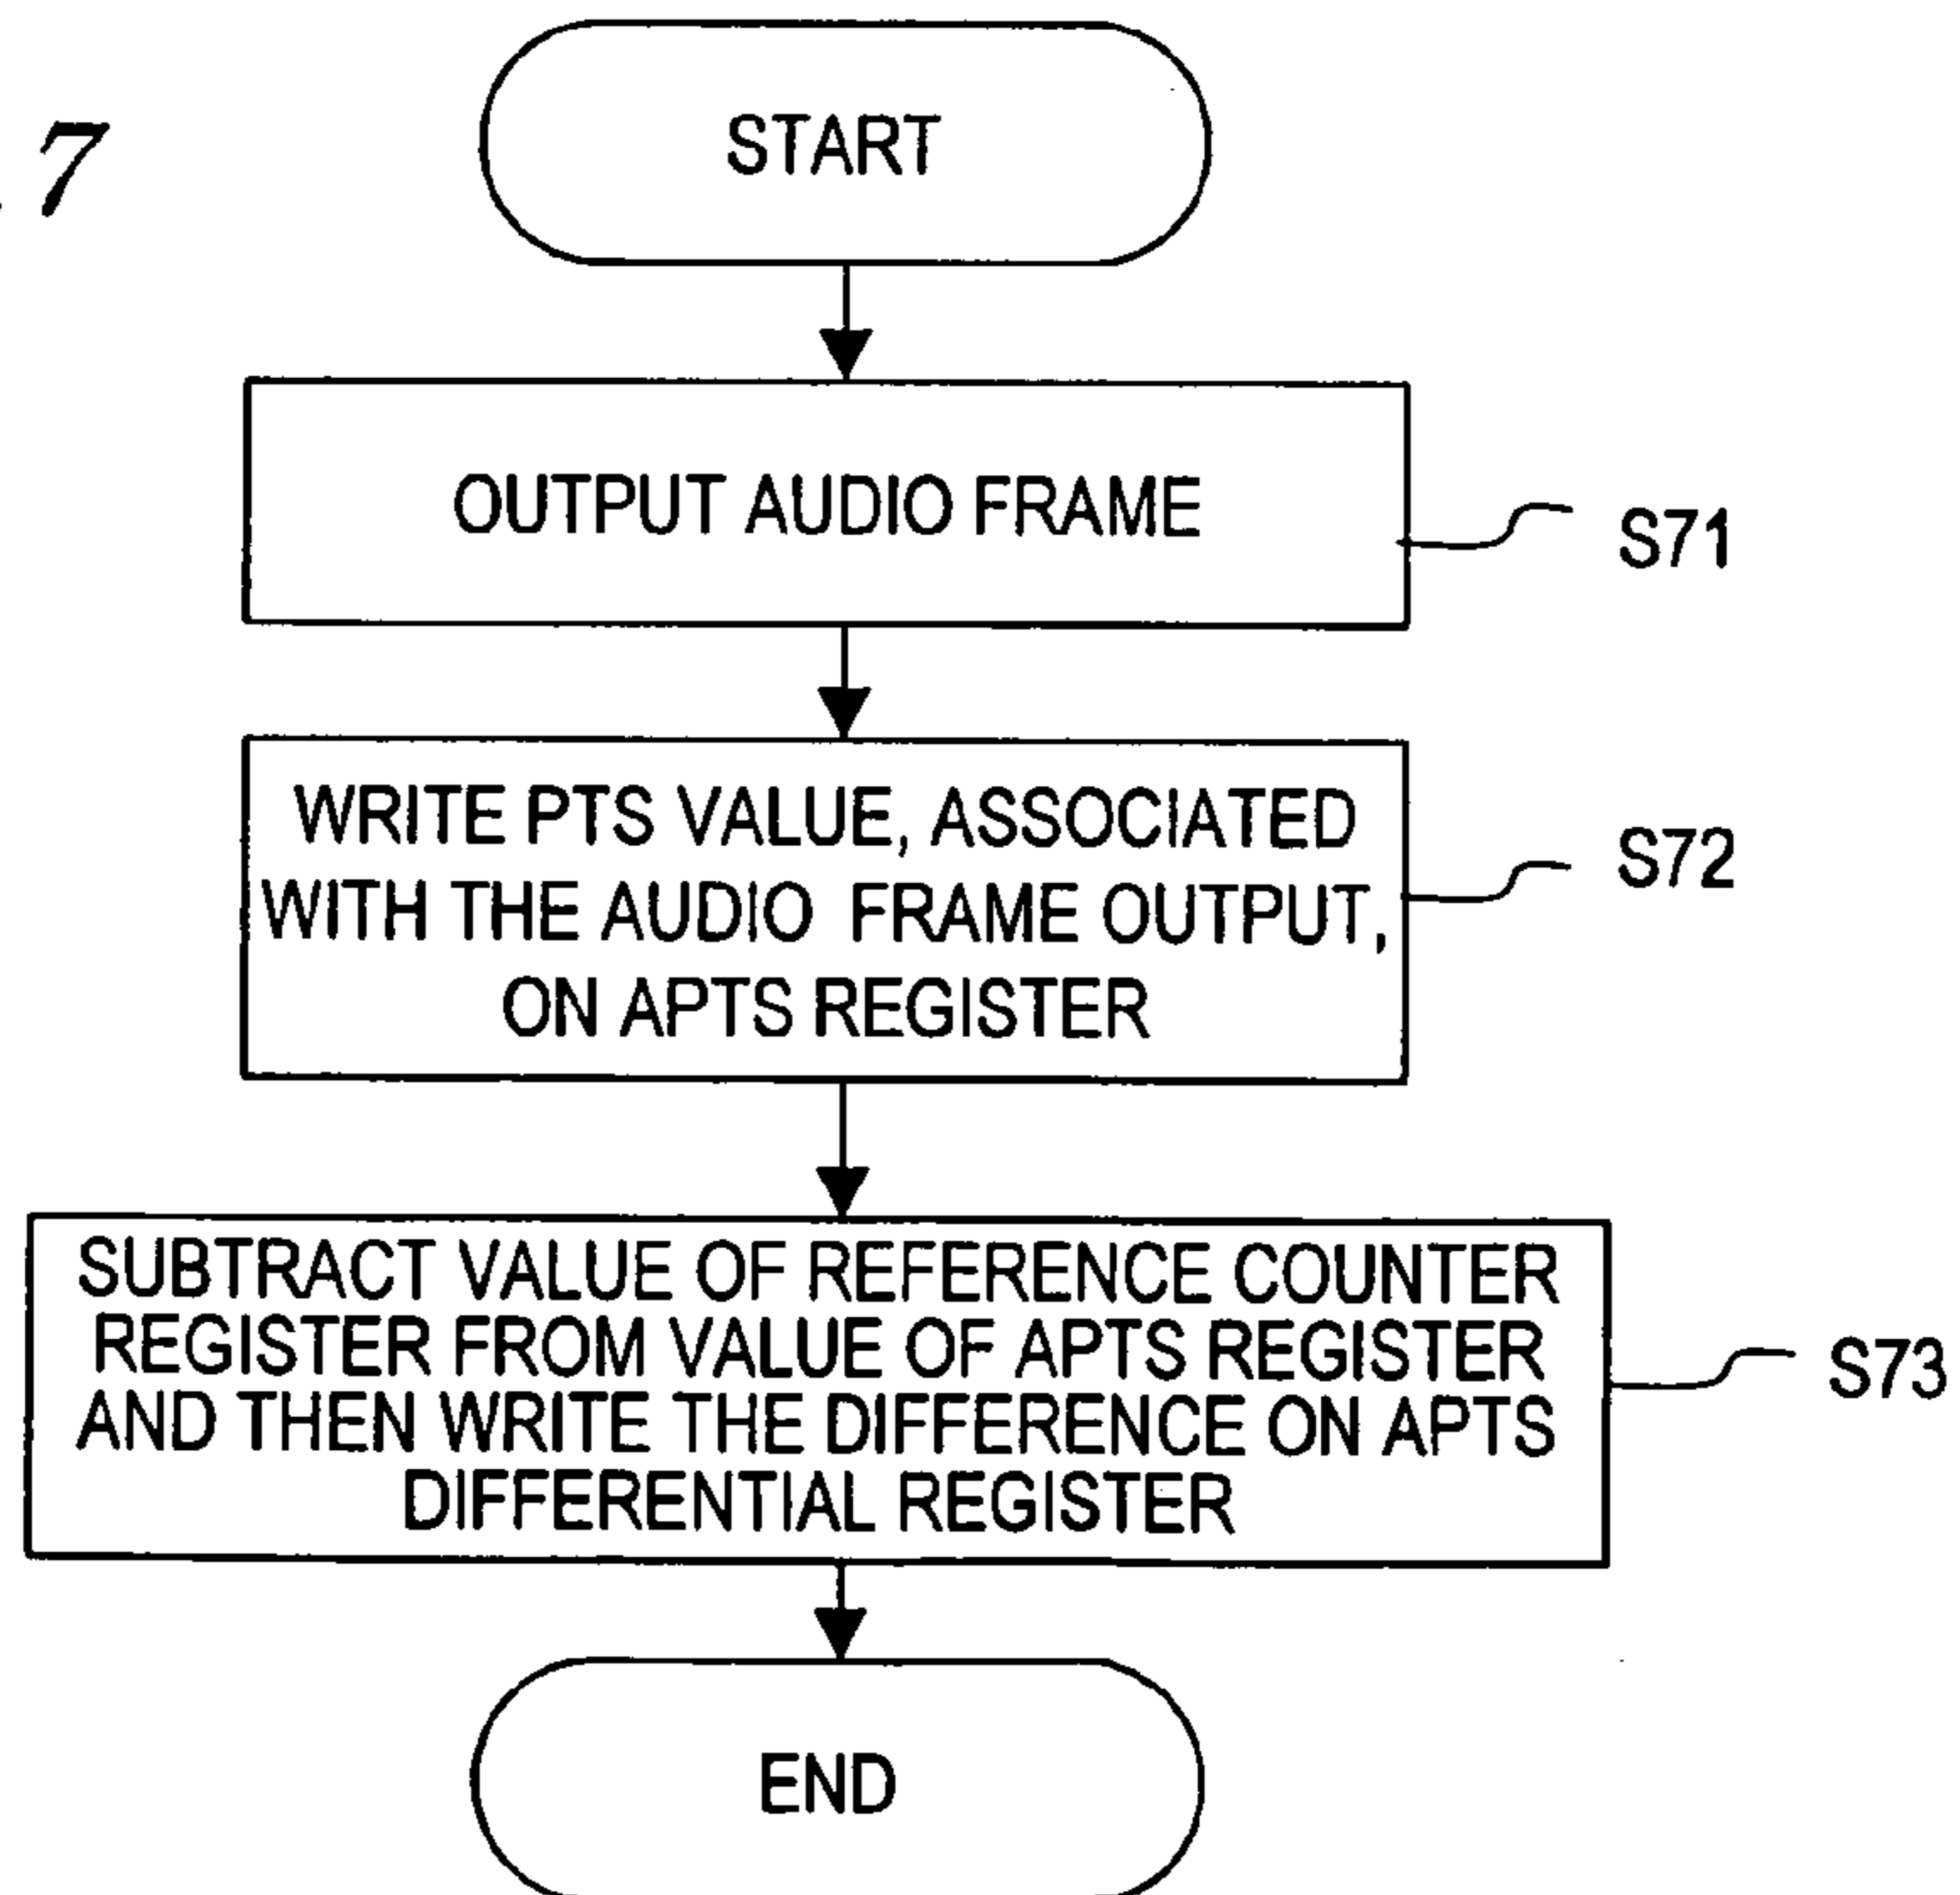 7
START
OUTPUT AUDIO FRAME
S71
WRITE PTS VALUE, ASSOCIATED
WITH THE AUDIO FRAME OUTPUT,
ON APTS REGISTER
S72
SUBTRACT VALUE OF REFERENCE COUNTER
REGISTER FROM VALUE OF APTS REGISTER
AND THEN WRITE THE DIFFERENCE ON APTS
DIFFERENTIAL REGISTER
S73
END